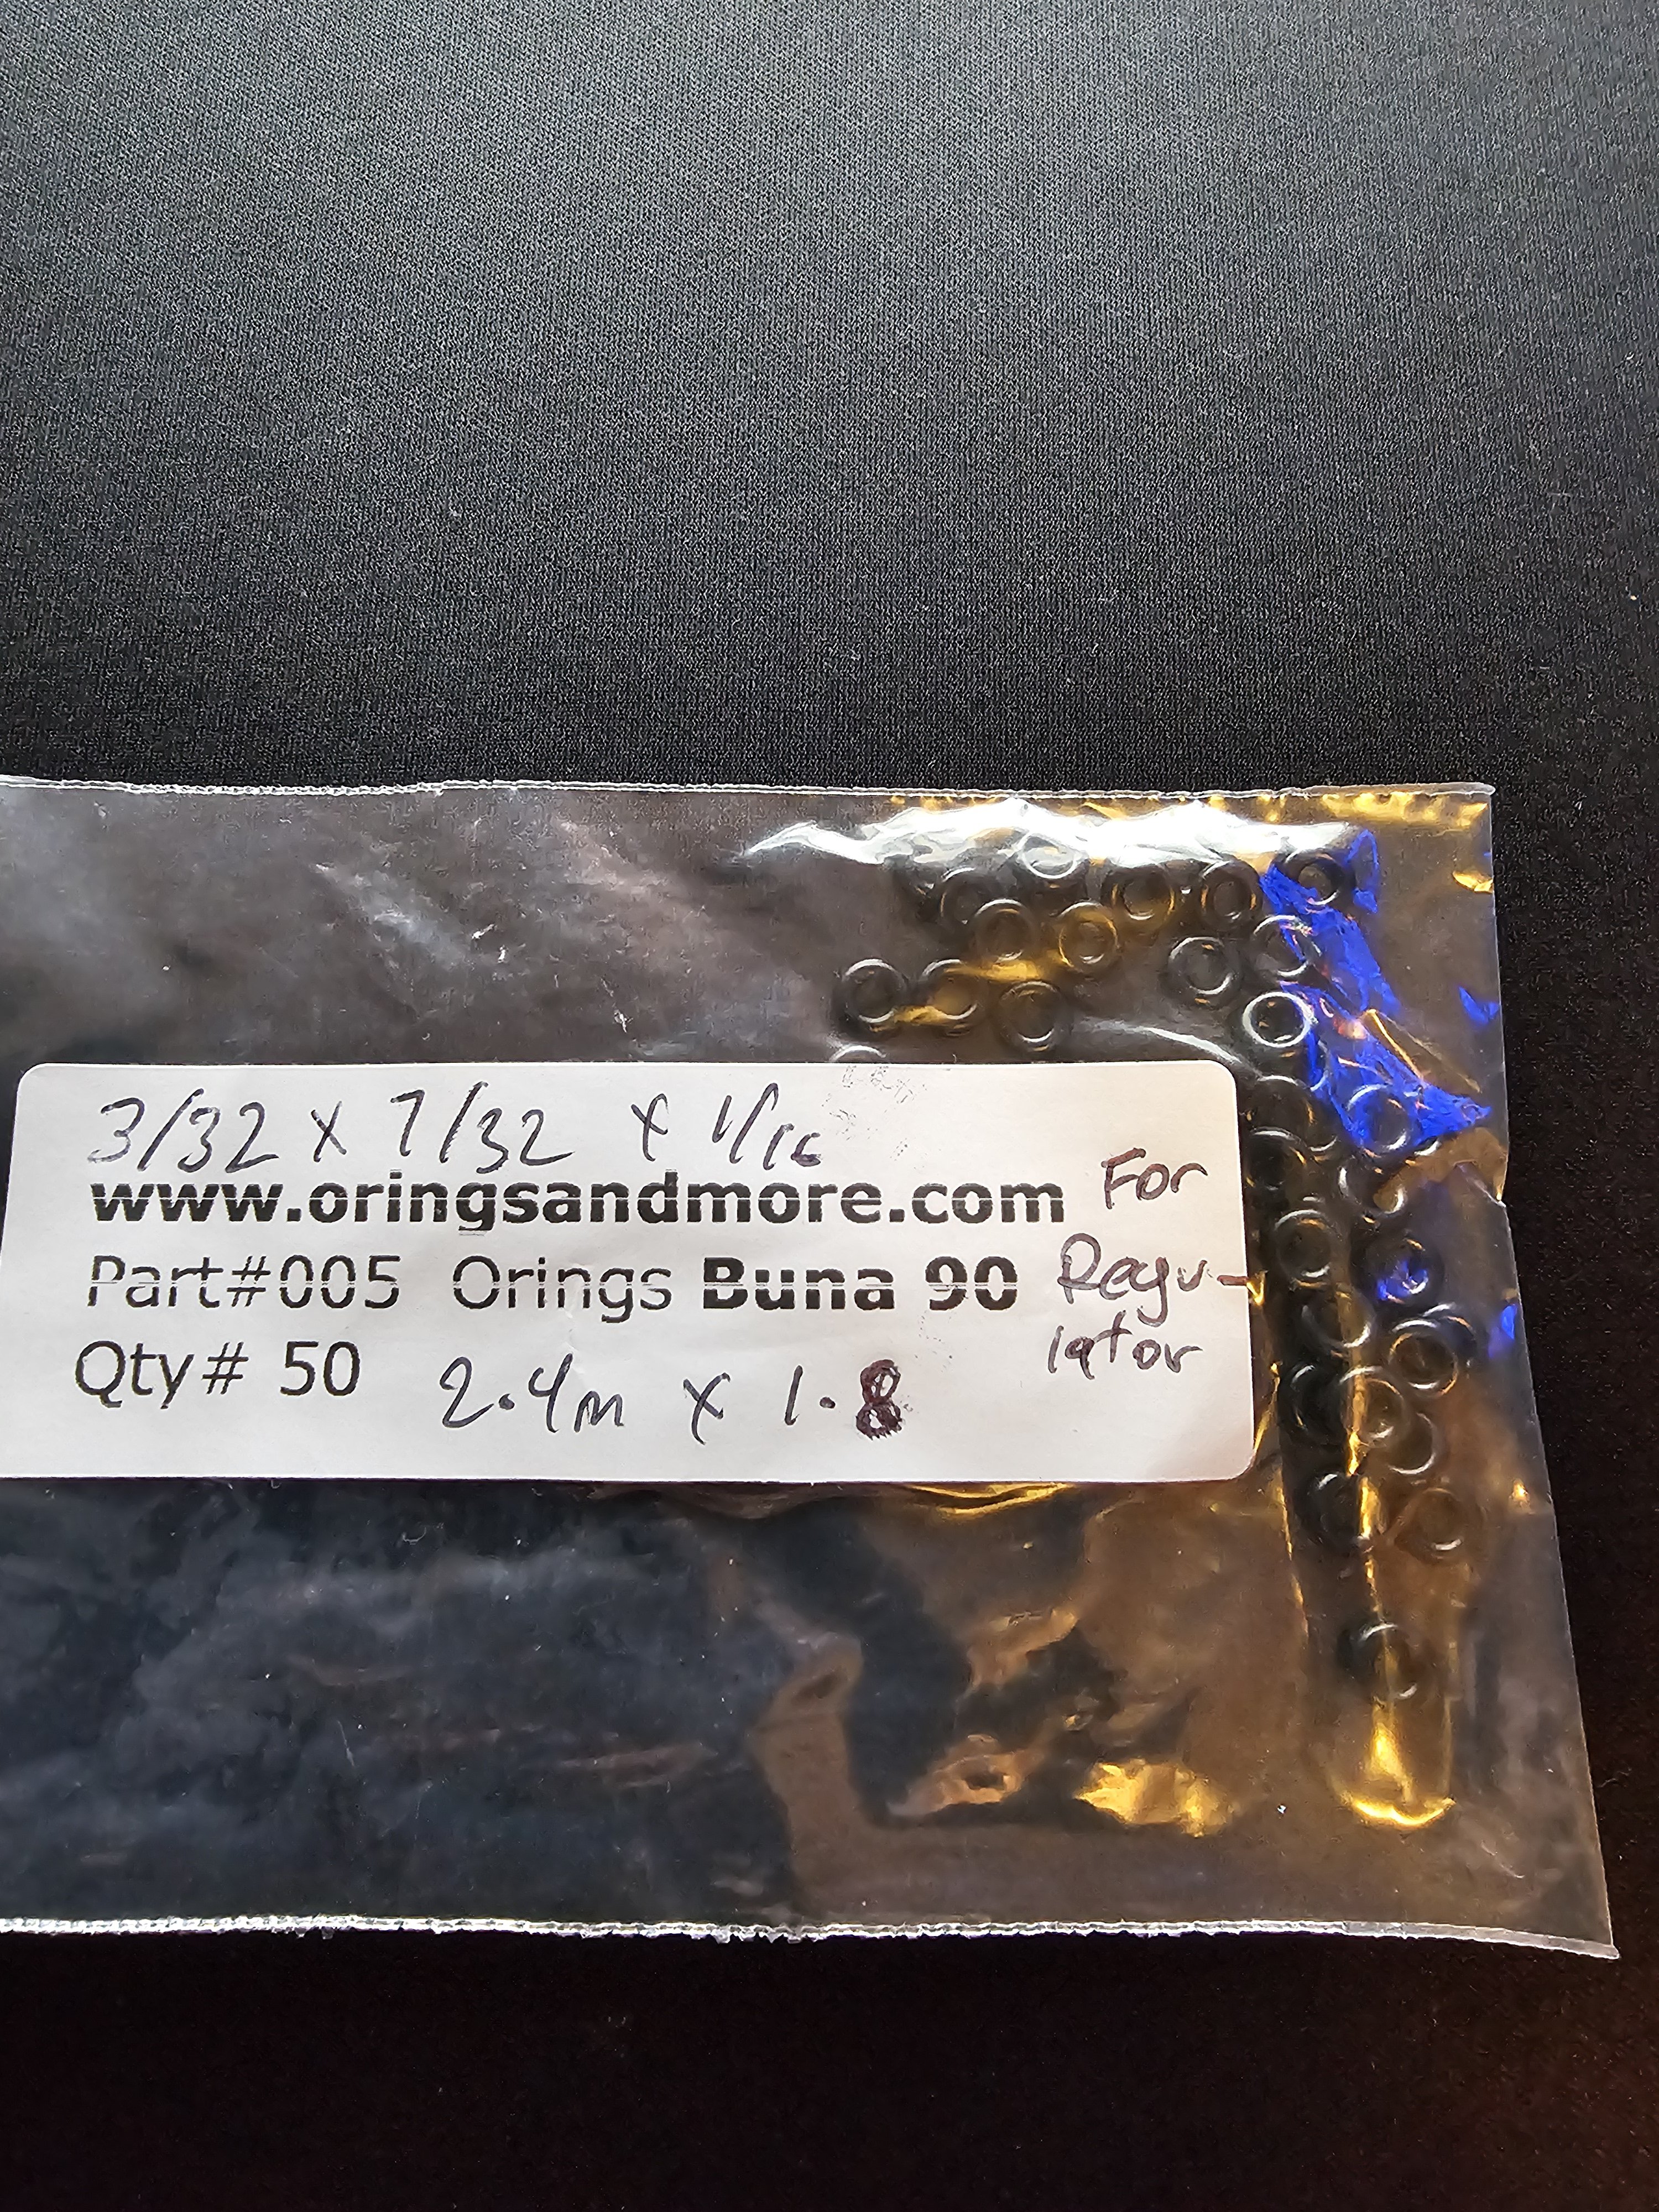 3/32 x 7/32 x 1/16
www.oringsandmore.com
Part#005 Orings Buna 90
Qty# 50
2.4m x 1.8
For
Regu-
lator